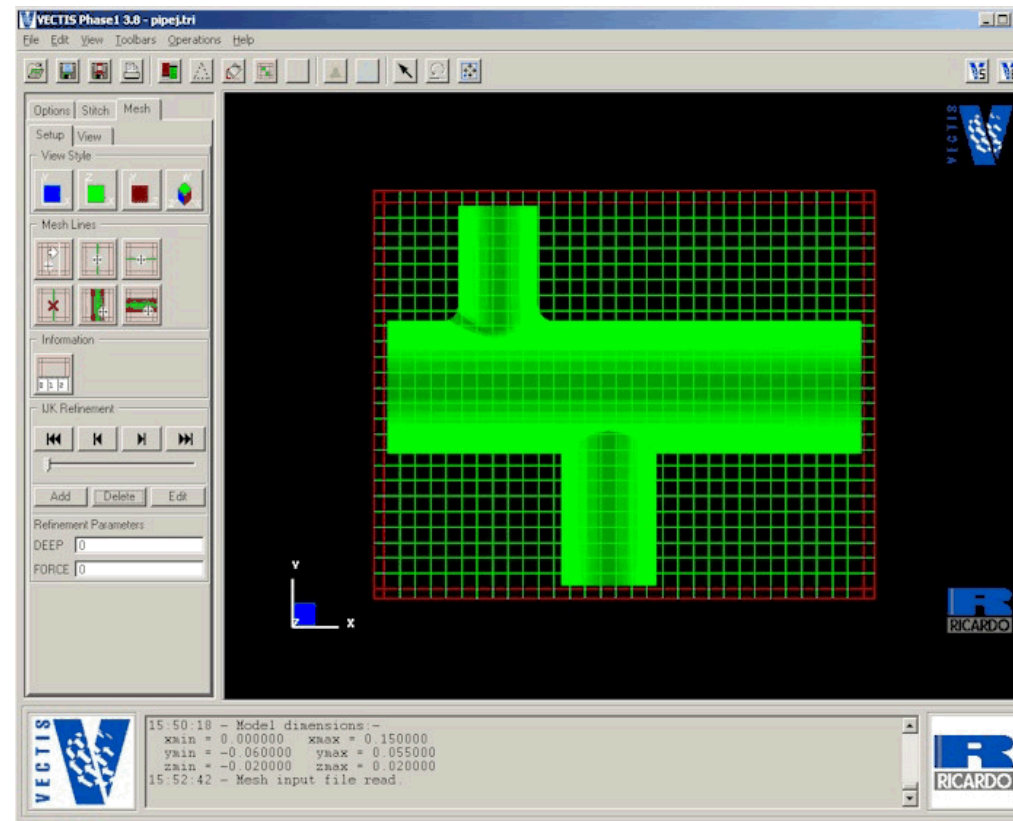 VECTIS Phase1 3.8 - pipej.tri
File Edit View Toolbars Operations Help
Options Stitch Mesh
Setup View
View Style
Mesh Lines
Information
0 1 2
IJK Refinement
Add Delete Edit
Refinement Parameters
DEEP 0
FORCE 0
VECTIS
Y
Z X
RICARDO
VECTIS
15:50:18 - Model dimensions:-
xmin = 0.000000 xmax = 0.150000
ymin = -0.060000 ymax = 0.055000
zmin = -0.020000 zmax = 0.020000
15:52:42 - Mesh input file read.
RICARDO